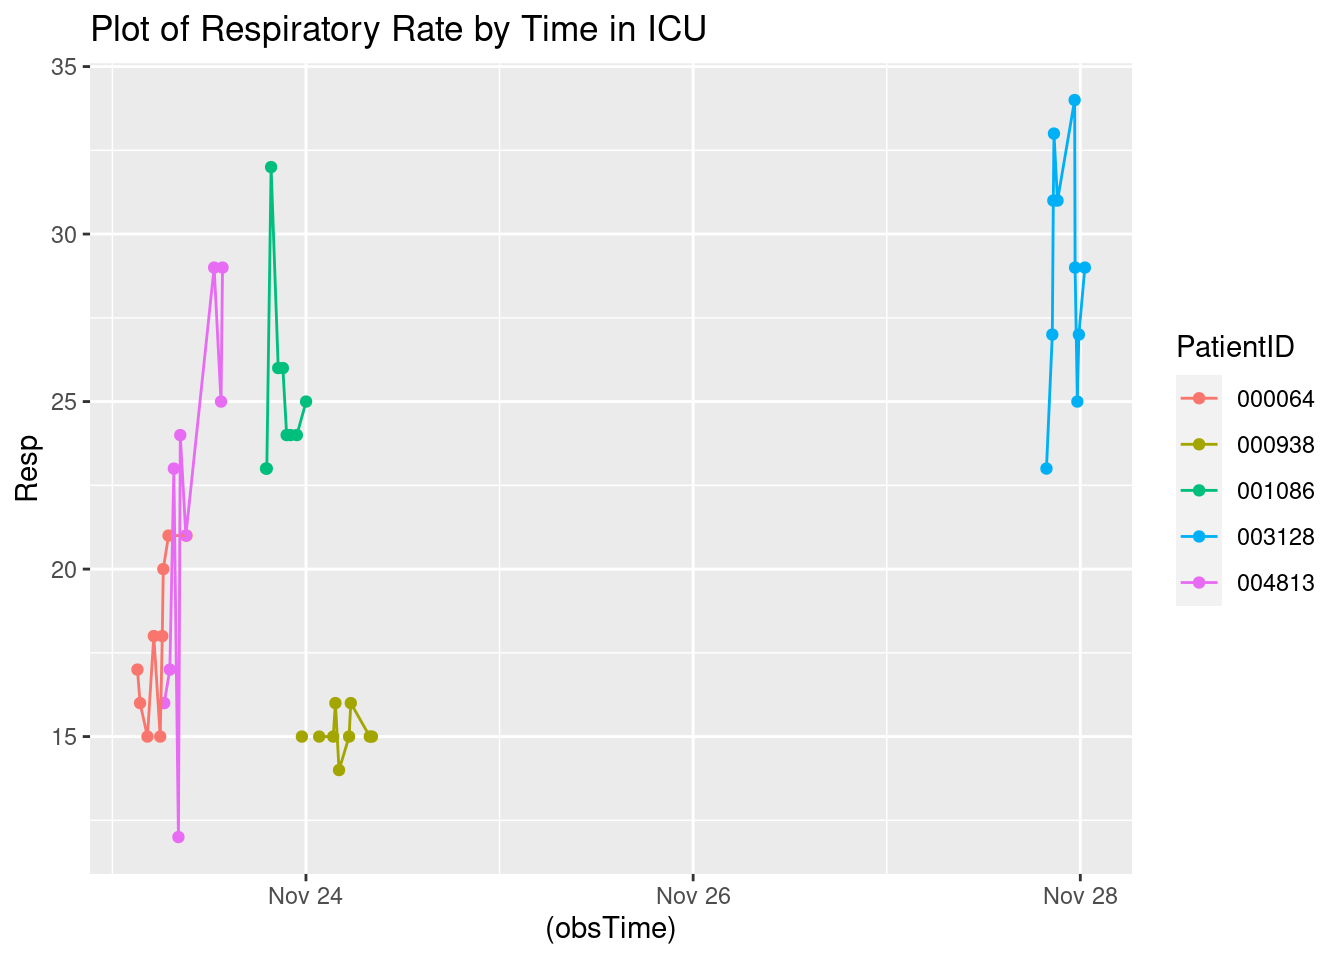 Plot of Respiratory Rate by Time in ICU
35
30
25
20
15
Resp
Nov 24
Nov 26
Nov 28
(obsTime)
PatientID
000064
000938
001086
003128
004813